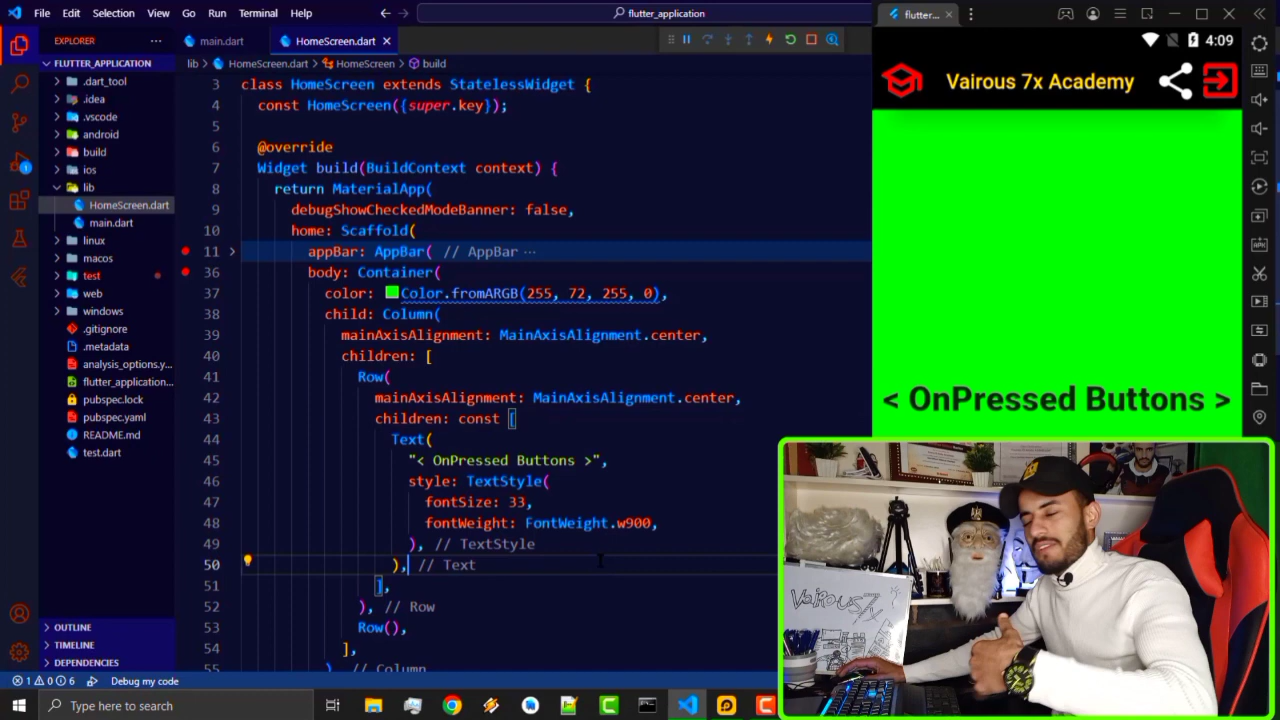 File Edit Selection View Go Run Terminal Help
flutter_application
EXPLORER
FLUTTER_APPLICATION
.dart_tool
.idea
.vscode
android
build
ios
lib
HomeScreen.dart
main.dart
linux
macos
test
web
windows
.gitignore
.metadata
analysis_options.y...
flutter_application...
pubspec.lock
pubspec.yaml
README.md
test.dart
OUTLINE
TIMELINE
DEPENDENCIES
main.dart HomeScreen.dart
lib > HomeScreen.dart > HomeScreen > build
3 class HomeScreen extends StatelessWidget {
4 const HomeScreen({super.key});
5
6 @override
7 Widget build(BuildContext context) {
8 return MaterialApp(
9 debugShowCheckedModeBanner: false,
10 home: Scaffold(
11 appBar: AppBar( // AppBar ...
36 body: Container(
37 color: Color.fromARGB(255, 72, 255, 0),
38 child: Column(
39 mainAxisAlignment: MainAxisAlignment.center,
40 children: [
41 Row(
42 mainAxisAlignment: MainAxisAlignment.center,
43 children: const [
44 Text(
45 "< OnPressed Buttons >",
46 style: TextStyle(
47 fontSize: 33,
48 fontWeight: FontWeight.w900,
49 ), // TextStyle
50 ), // Text
51 ],
52 ), // Row
53 Row(),
54 ],
55 ) // Column
1 0 6 Debug my code
Type here to search
flutter...
4:09
Vairous 7x Academy
< OnPressed Buttons >
VaiROUS7X